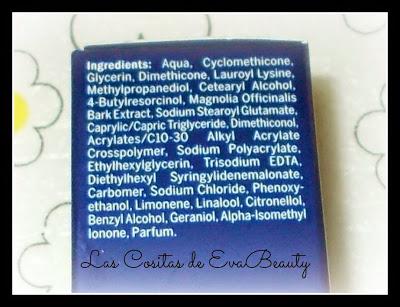 Ingredients: Aqua, Cyclomethicone,
Glycerin, Dimethicone, Lauroyl Lysine,
Methylpropanediol, Cetearyl Alcohol,
4-Butylresorcinol, Magnolia Officinalis
Bark Extract, Sodium Stearoyl Glutamate,
Caprylic/Capric Triglyceride, Dimethiconol,
Acrylates/C10-30 Alkyl Acrylate
Crosspolymer, Sodium Polyacrylate,
Ethylhexylglycerin, Trisodium EDTA,
Diethylhexyl Syringylidenemalonate,
Carbomer, Sodium Chloride, Phenoxy-
ethanol, Limonene, Linalool, Citronellol,
Benzyl Alcohol, Geraniol, Alpha-Isomethyl
Ionone, Parfum.
Las Cositas de EvaBeauty